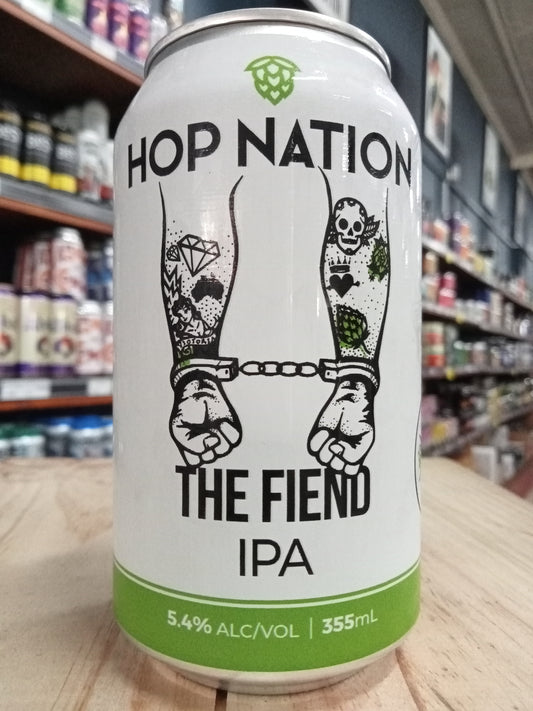 HOP NATION
THE FIEND
IPA
5.4% ALC/VOL | 355mL